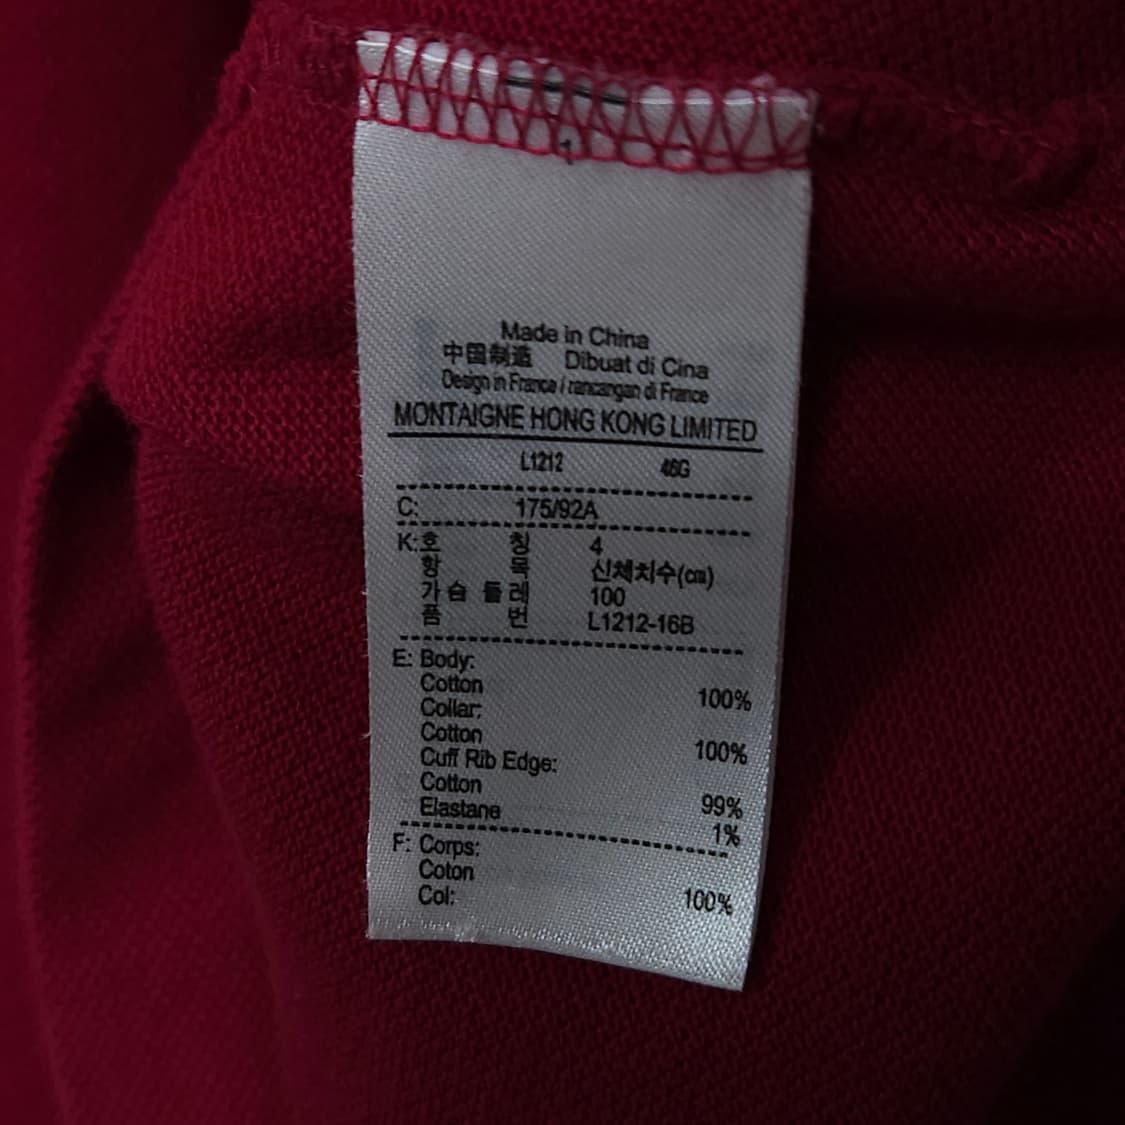 1
Made in China
中国制造 Dibuat di Cina
Design in France / rancangan di France
MONTAIGNE HONG KONG LIMITED
L1212 46G
C: 175/92A
K:호 칭 4
항 목 신체치수(cm)
가슴 둘레 100
품 번 L1212-16B
E: Body:
Cotton 100%
Collar:
Cotton 100%
Cuff Rib Edge:
Cotton 99%
Elastane 1%
F: Corps:
Coton 100%
Col: